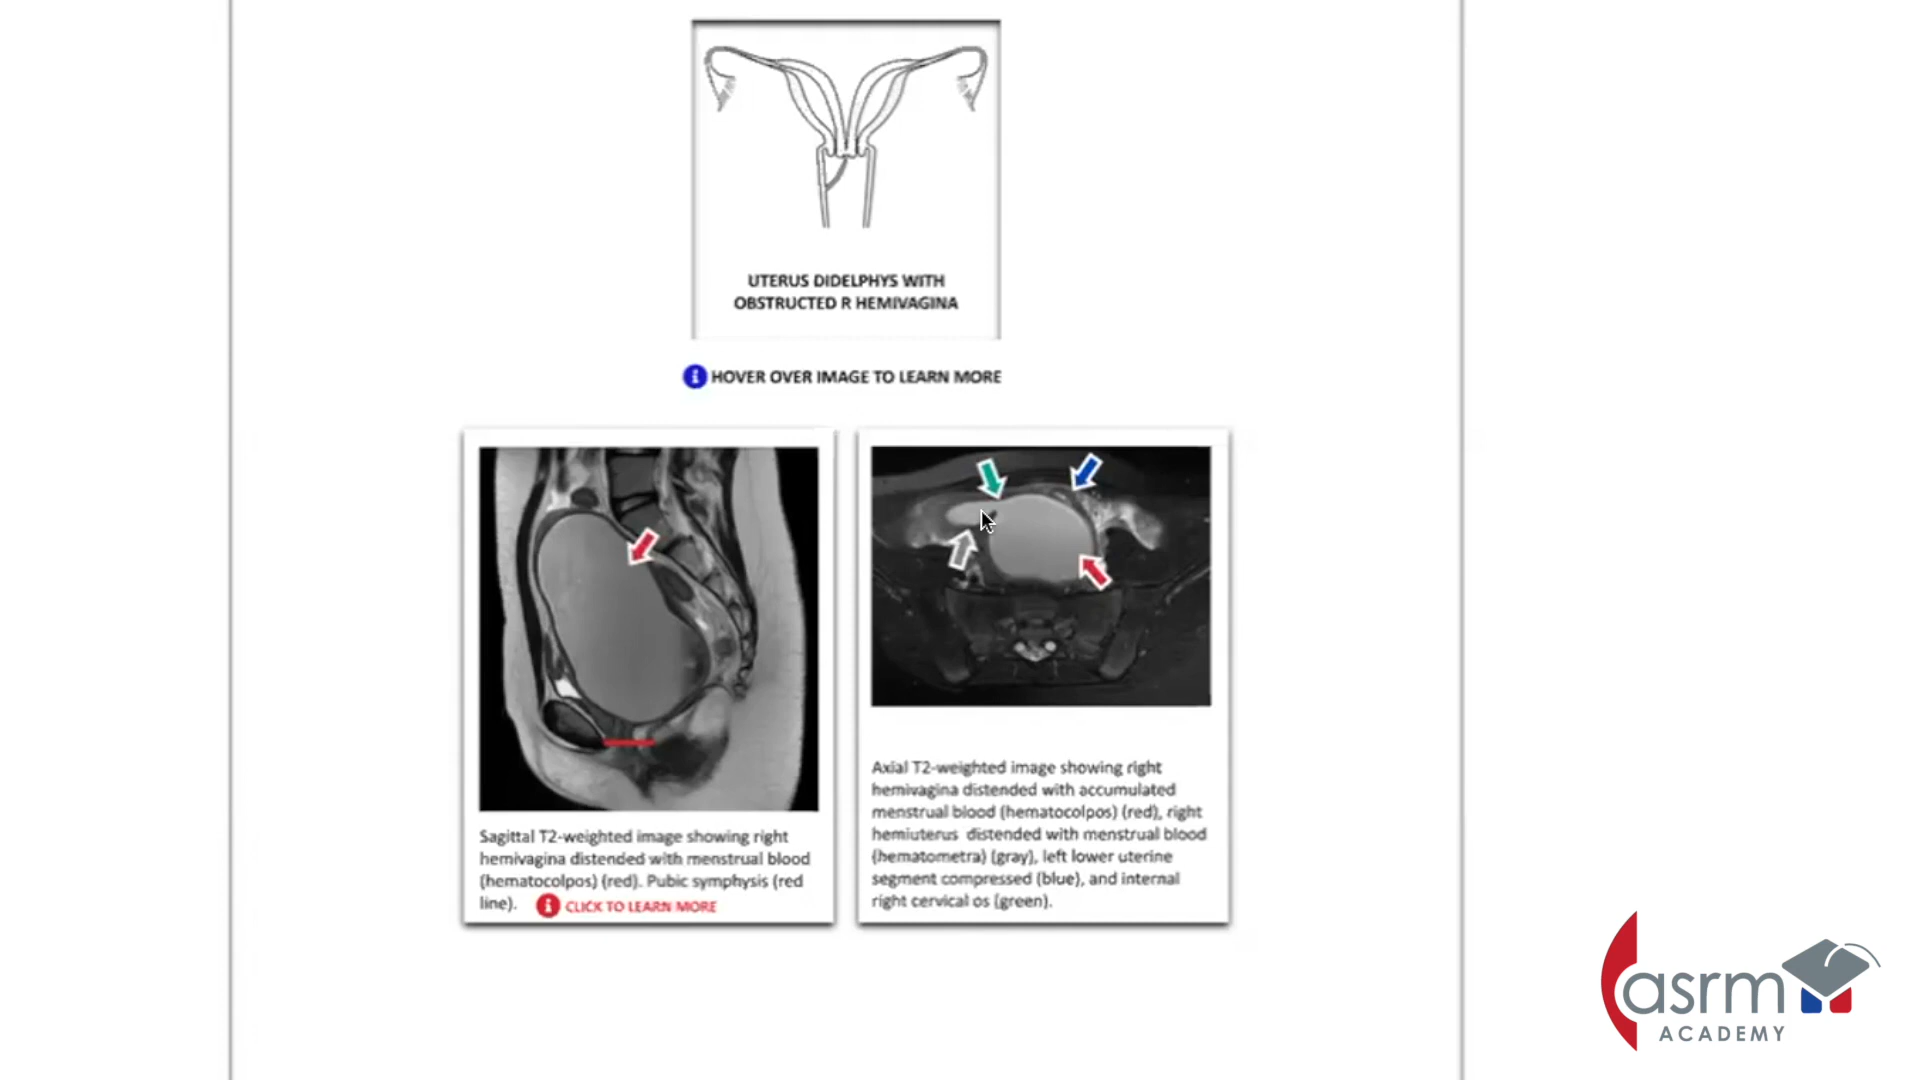 UTERUS DIDELPHYS WITH
OBSTRUCTED R HEMIVAGINA
HOVER OVER IMAGE TO LEARN MORE
Sagittal T2-weighted image showing right
hemivagina distended with menstrual blood
(hematocolpos) (red). Pubic symphysis (red
line).
CLICK TO LEARN MORE
Axial T2-weighted image showing right
hemivagina distended with accumulated
menstrual blood (hematocolpos) (red), right
hemiuterus distended with menstrual blood
(hematometra) (gray), left lower uterine
segment compressed (blue), and internal
right cervical os (green).
asrm
ACADEMY